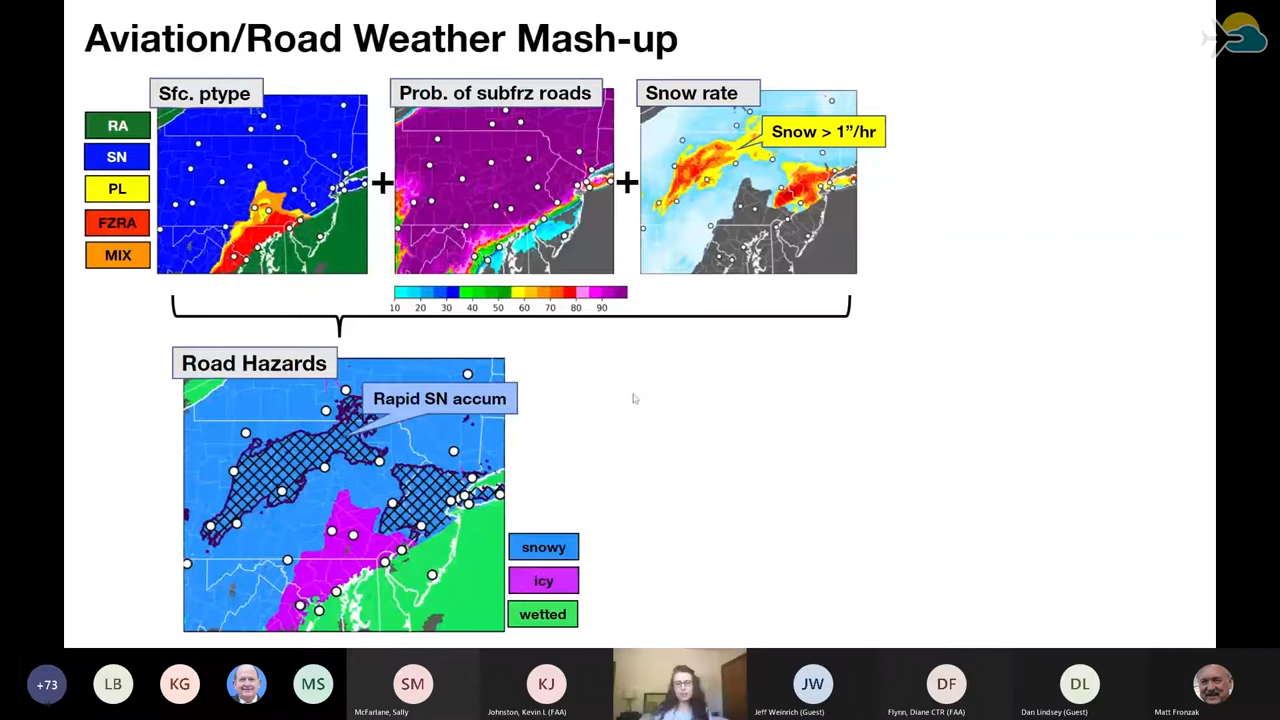 Aviation/Road Weather Mash-up
Sfc. ptype
Prob. of subfrz roads
Snow rate
RA
SN
PL
FZRA
MIX
+
+
Snow > 1”/hr
10 20 30 40 50 60 70 80 90
Road Hazards
Rapid SN accum
snowy
icy
wetted
+73
LB
KG
MS
SM
McFarlane, Sally
KJ
Johnston, Kevin L (FAA)
JW
Jeff Weinrich (Guest)
DF
Flynn, Diane CTR (FAA)
DL
Dan Lindsey (Guest)
Matt Fronzak